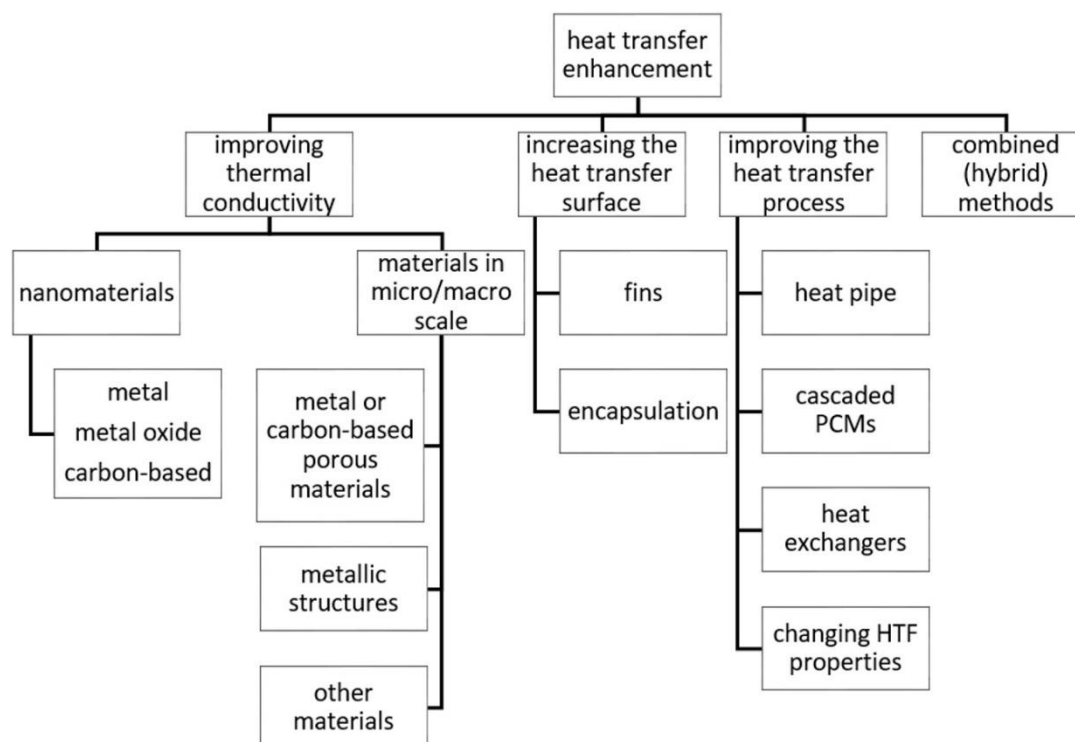 heat transfer
enhancement
improving
thermal
conductivity
increasing the
heat transfer
surface
improving the
heat transfer
process
combined
(hybrid)
methods
nanomaterials
materials in
micro/macro
scale
fins
heat pipe
metal
metal oxide
carbon-based
metal or
carbon-based
porous
materials
encapsulation
cascaded
PCMs
metallic
structures
heat
exchangers
other
materials
changing HTF
properties